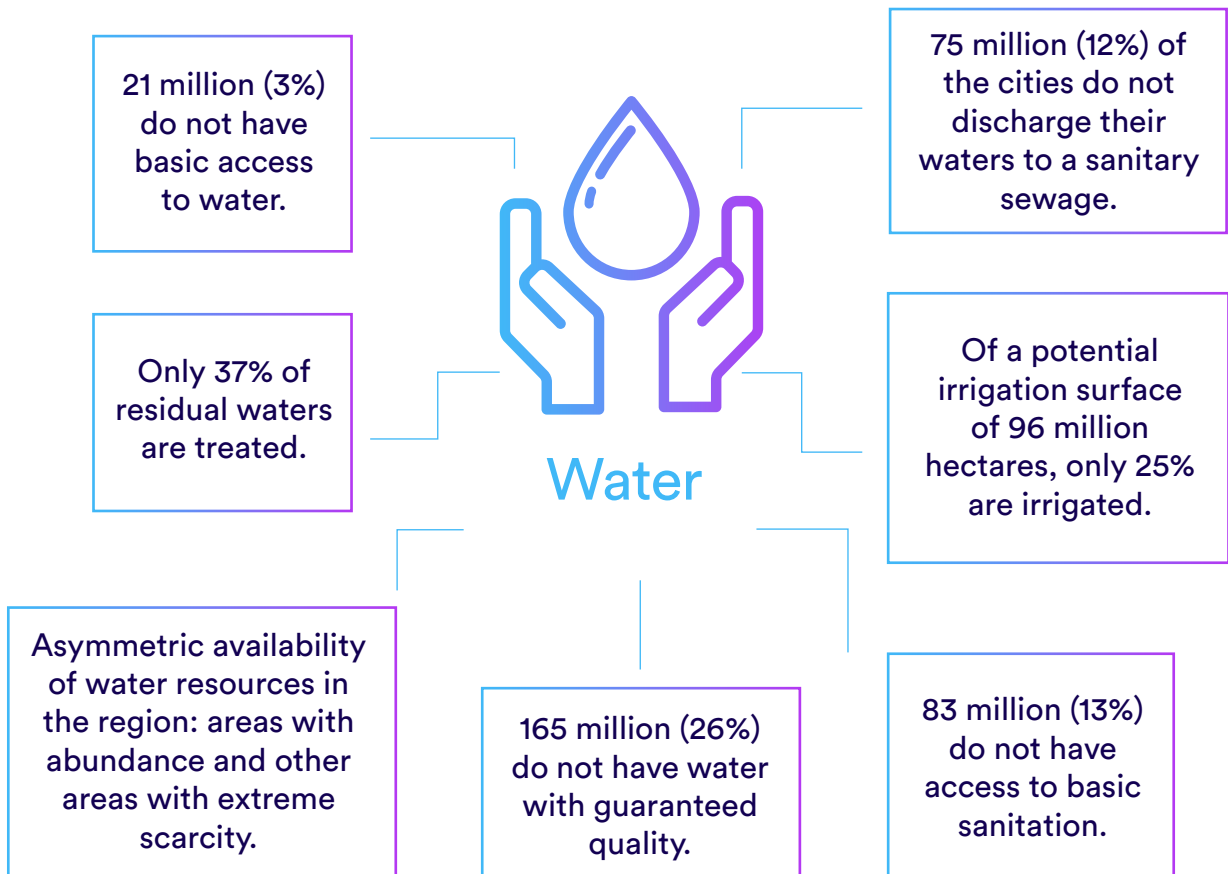 21 million (3%)
do not have
basic access
to water.
75 million (12%) of
the cities do not
discharge their
waters to a sanitary
sewage.
Only 37% of
residual waters
are treated.
Of a potential
irrigation surface
of 96 million
hectares, only 25%
are irrigated.
Water
Asymmetric availability
of water resources in
the region: areas with
abundance and other
areas with extreme
scarcity.
165 million (26%)
do not have water
with guaranteed
quality.
83 million (13%)
do not have
access to basic
sanitation.